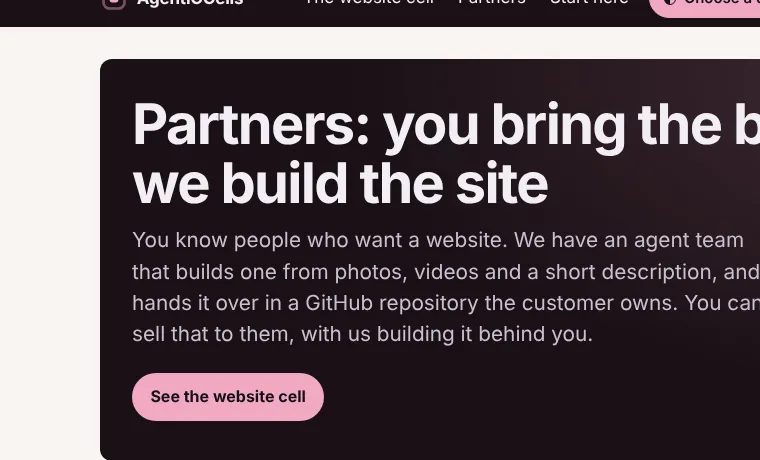 AgenticCells The website cell Partners Start here Choose a
Partners: you bring the
we build the site
You know people who want a website. We have an agent team
that builds one from photos, videos and a short description, and
hands it over in a GitHub repository the customer owns. You can
sell that to them, with us building it behind you.
See the website cell